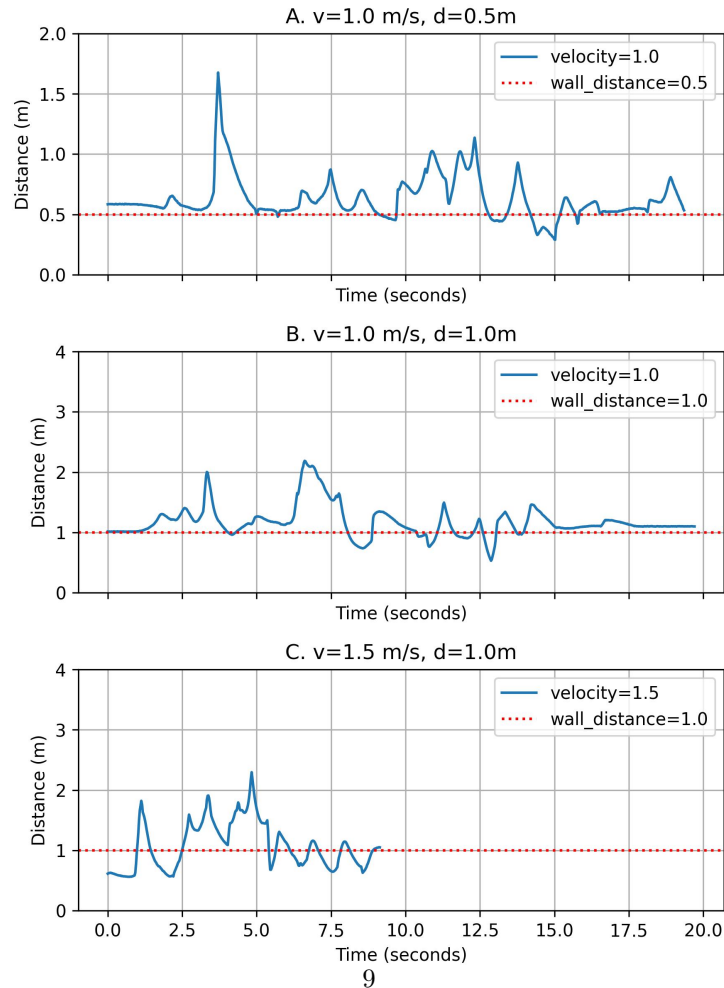 A. v=1.0 m/s, d=0.5m
2.0
1.5
1.0
0.5
0.0
Distance (m)
velocity=1.0
wall_distance=0.5
Time (seconds)
B. v=1.0 m/s, d=1.0m
4
3
2
1
0
Distance (m)
velocity=1.0
wall_distance=1.0
Time (seconds)
C. v=1.5 m/s, d=1.0m
4
3
2
1
0
Distance (m)
velocity=1.5
wall_distance=1.0
0.0 2.5 5.0 7.5 10.0 12.5 15.0 17.5 20.0
Time (seconds)
9